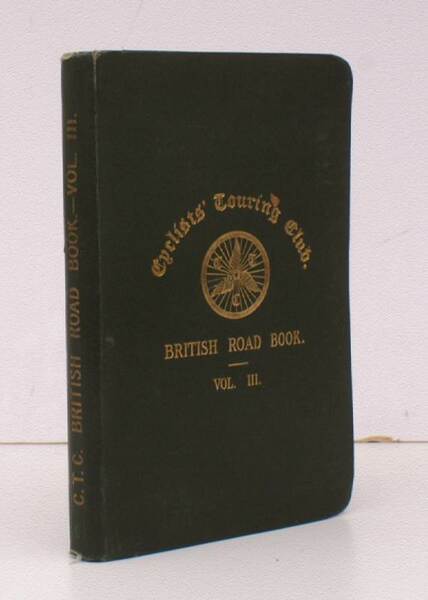 C.T.C. BRITISH ROAD BOOK.—VOL. III.
Cyclists' Touring Club.
C T C
BRITISH ROAD BOOK.
VOL. III.